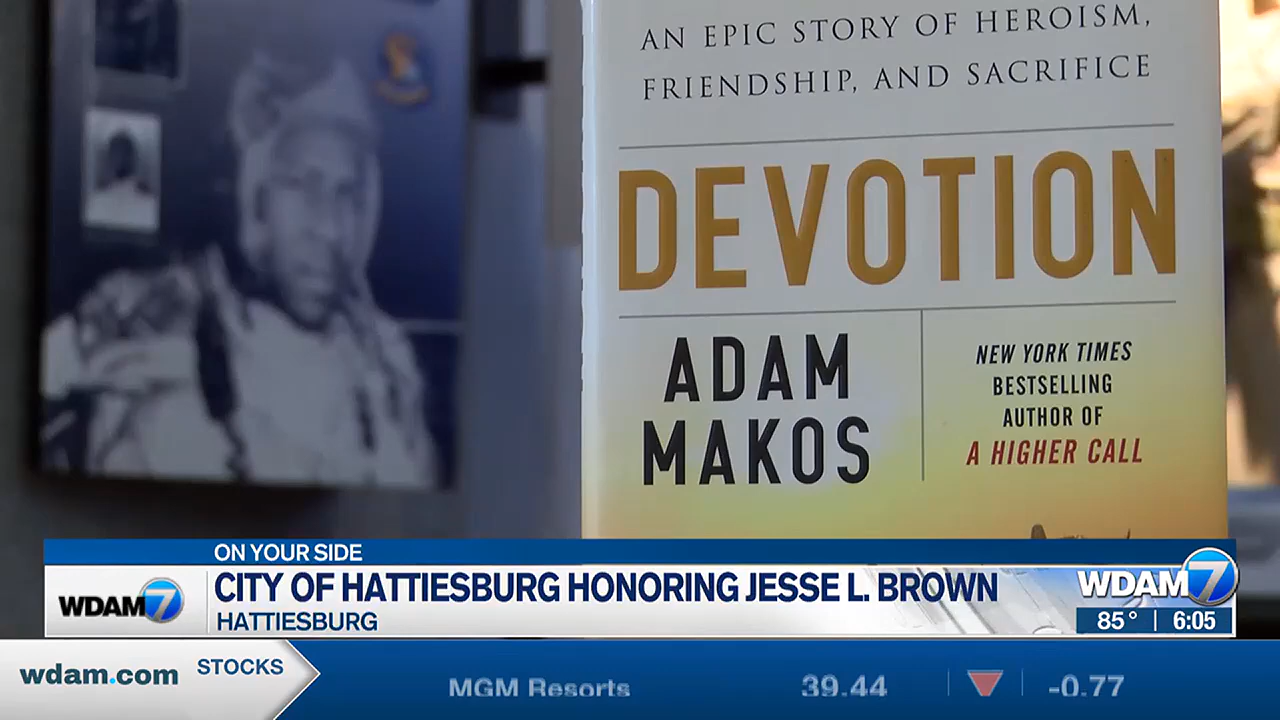 AN EPIC STORY OF HEROISM,
FRIENDSHIP, AND SACRIFICE
DEVOTION
ADAM
MAKOS
NEW YORK TIMES
BESTSELLING
AUTHOR OF
A HIGHER CALL
ON YOUR SIDE
WDAM7
CITY OF HATTIESBURG HONORING JESSE L. BROWN
HATTIESBURG
WDAM7
85° | 6:05
wdam.com
STOCKS
MGM Resorts 39.44 -0.77